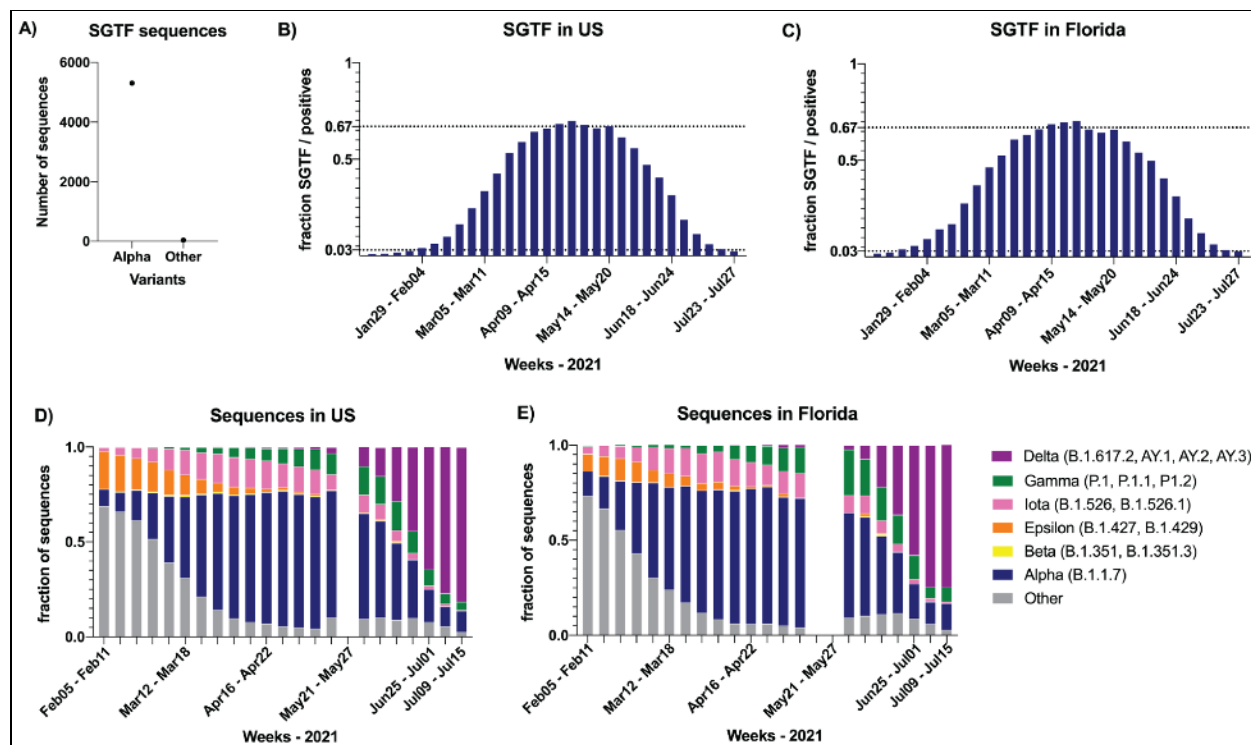 A)
SGTF sequences
6000
4000
2000
0
Number of sequences
Alpha Other
Variants
B)
SGTF in US
1
0.67
0.5
0.03
fraction SGTF / positives
Jan29 - Feb04
Mar05 - Mar11
Apr09 - Apr15
May14 - May20
Jun18 - Jun24
Jul23 - Jul27
Weeks - 2021
C)
SGTF in Florida
1
0.67
0.5
0.03
fraction SGTF / positives
Jan29 - Feb04
Mar05 - Mar11
Apr09 - Apr15
May14 - May20
Jun18 - Jun24
Jul23 - Jul27
Weeks - 2021
D)
Sequences in US
1.0
0.5
0.0
fraction of sequences
Feb05 - Feb11
Mar12 - Mar18
Apr16 - Apr22
May21 - May27
Jun25 - Jul01
Jul09 - Jul15
Weeks - 2021
E)
Sequences in Florida
1.0
0.5
0.0
fraction of sequences
Feb05 - Feb11
Mar12 - Mar18
Apr16 - Apr22
May21 - May27
Jun25 - Jul01
Jul09 - Jul15
Weeks - 2021
Delta (B.1.617.2, AY.1, AY.2, AY.3)
Gamma (P.1, P.1.1, P1.2)
Iota (B.1.526, B.1.526.1)
Epsilon (B.1.427, B.1.429)
Beta (B.1.351, B.1.351.3)
Alpha (B.1.1.7)
Other